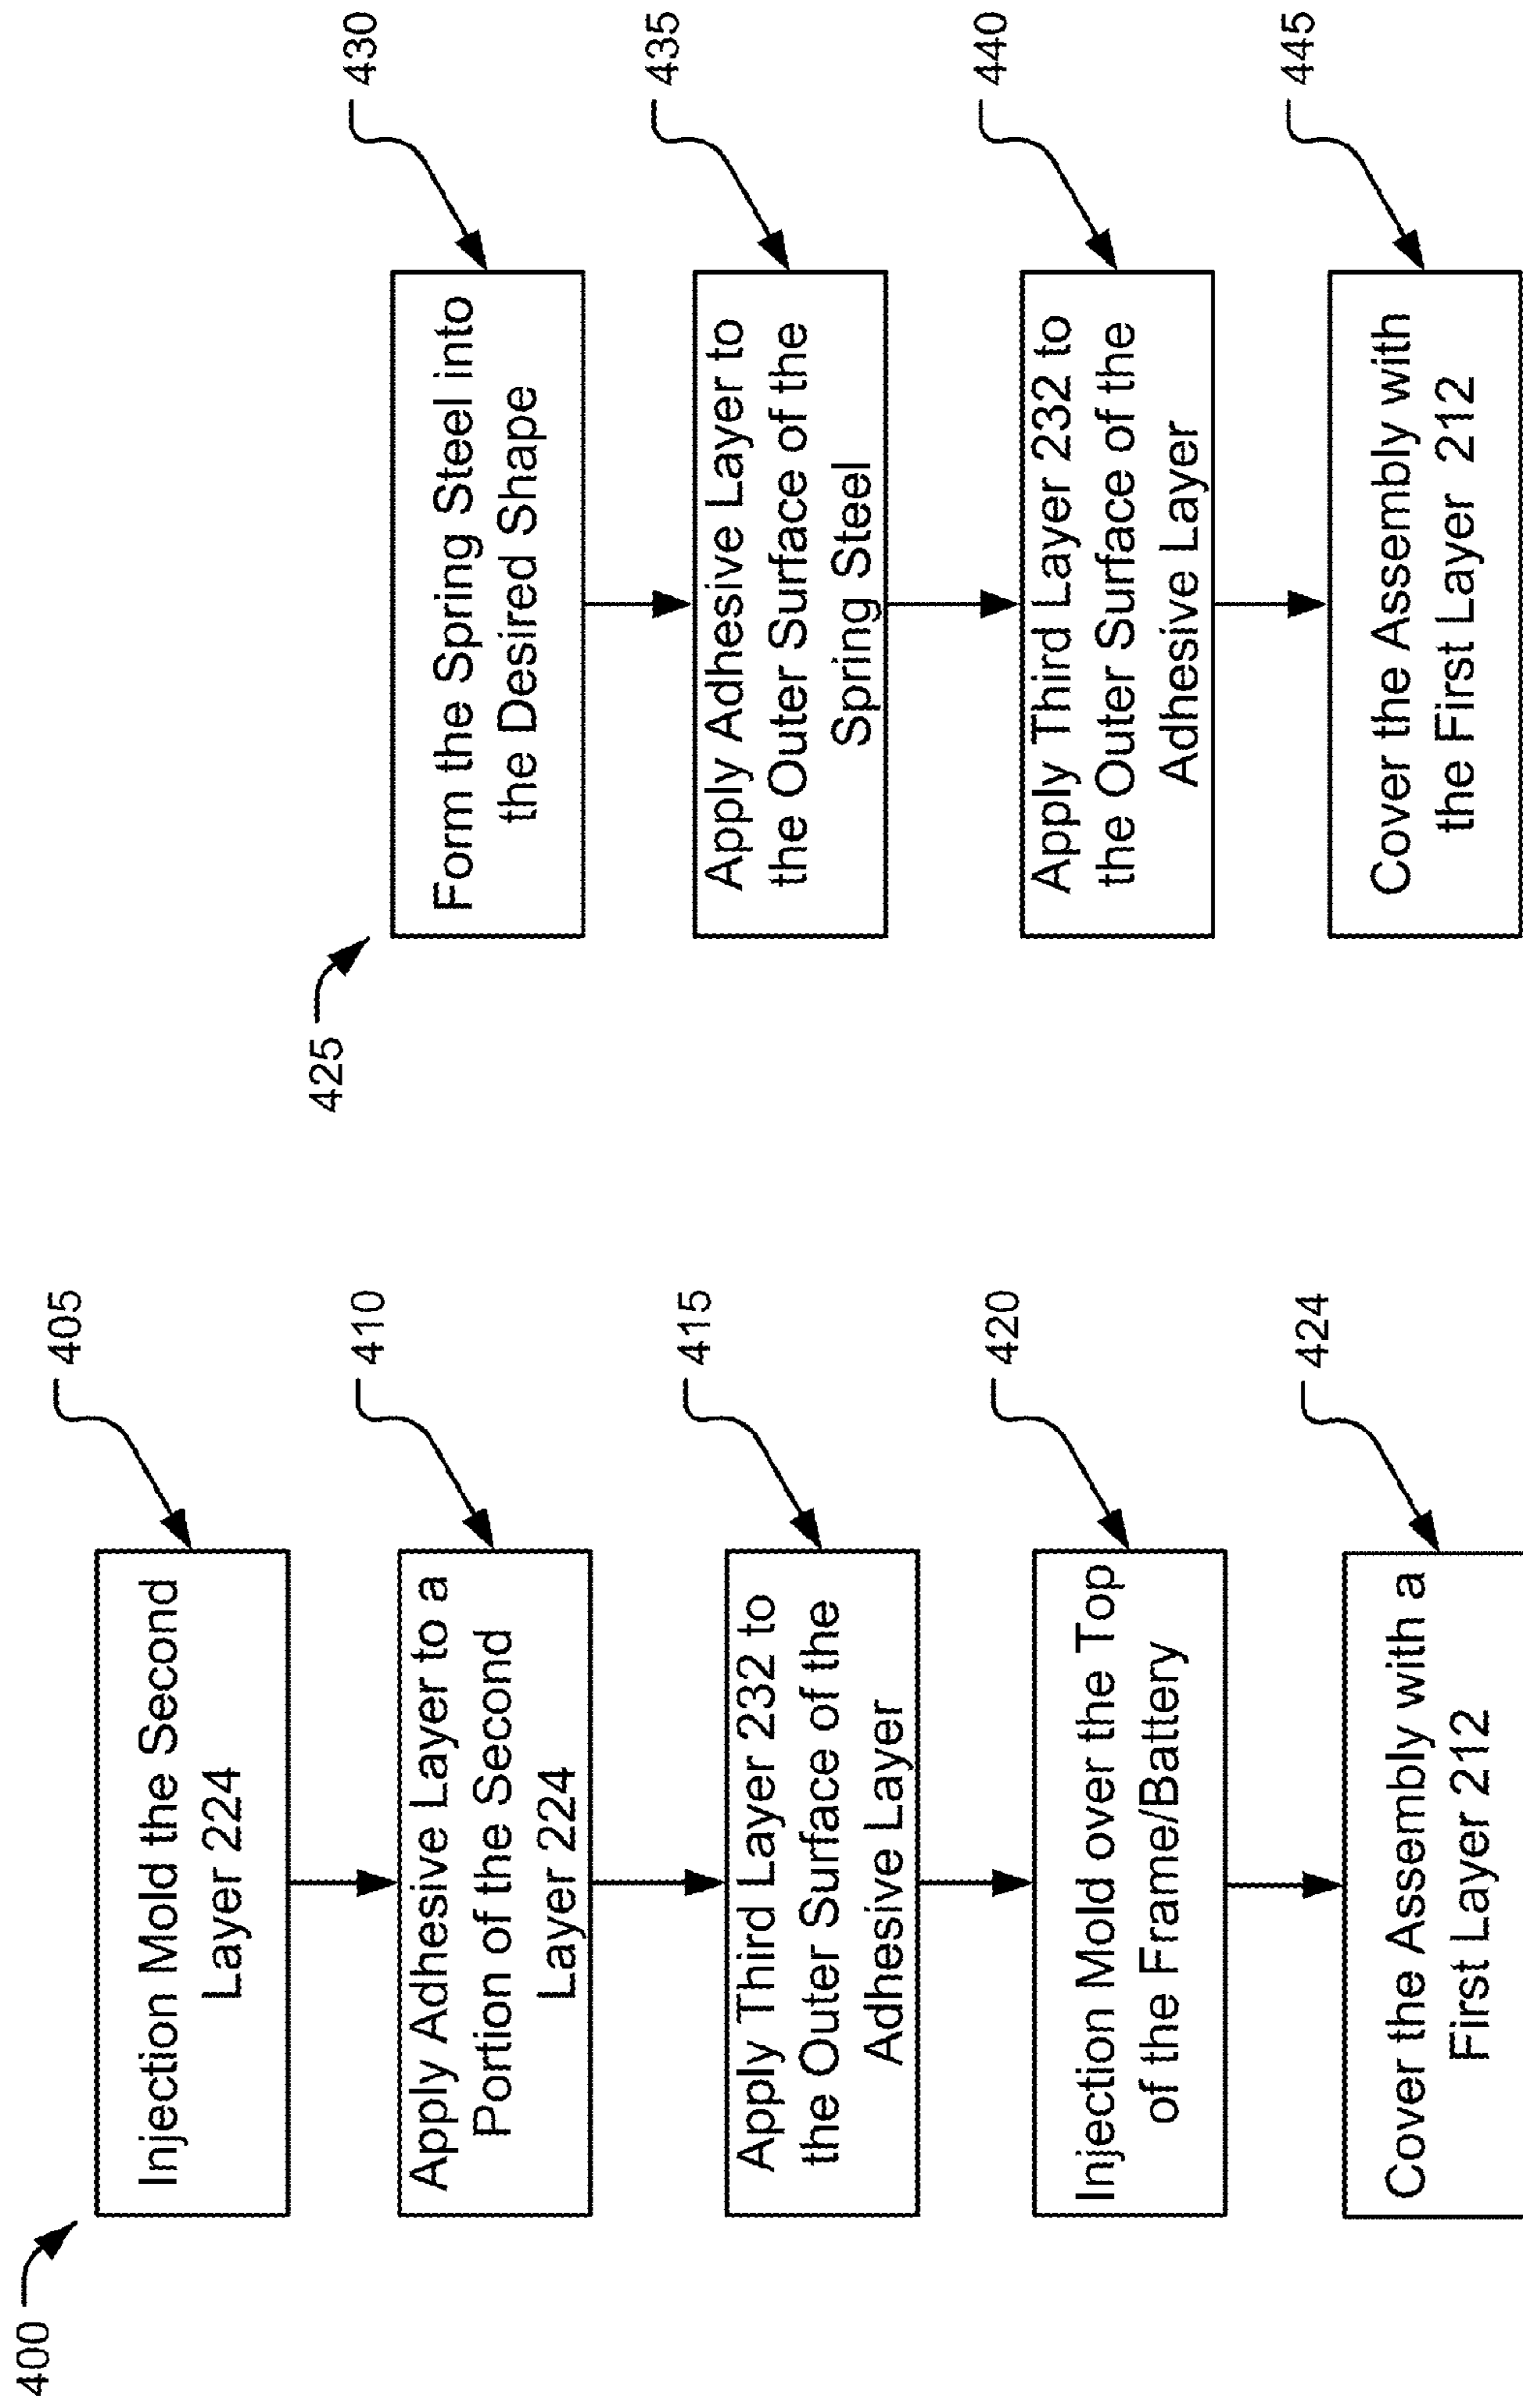 400
Injection Mold the Second
Layer 224
405
Apply Adhesive Layer to a
Portion of the Second
Layer 224
410
Apply Third Layer 232 to
the Outer Surface of the
Adhesive Layer
415
Injection Mold over the Top
of the Frame/Battery
420
Cover the Assembly with a
First Layer 212
424
425
Form the Spring Steel into
the Desired Shape
430
Apply Adhesive Layer to
the Outer Surface of the
Spring Steel
435
Apply Third Layer 232 to
the Outer Surface of the
Adhesive Layer
440
Cover the Assembly with
the First Layer 212
445